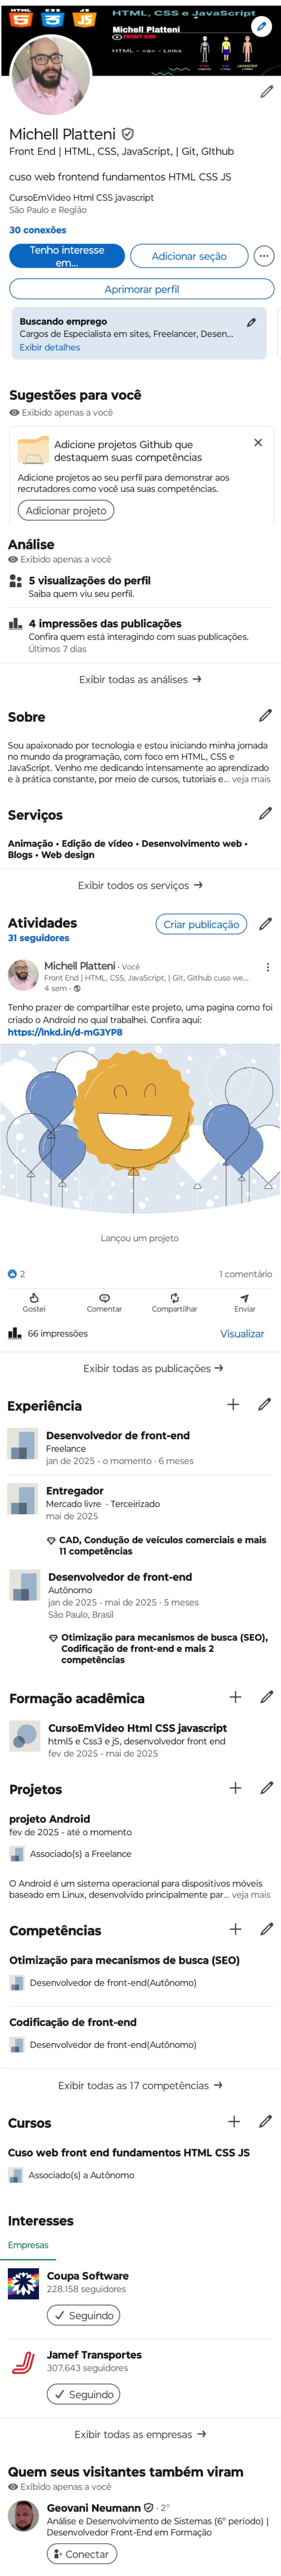 HTML, CSS e JavaScript
Michell Platteni
FRONT END
HTML - <a> - Links
Michell Platteni
Front End | HTML, CSS, JavaScript, | Git, GIthub
cuso web frontend fundamentos HTML CSS JS
CursoEmVideo Html CSS javascript
São Paulo e Região
30 conexões
Tenho interesse em...
Adicionar seção
Aprimorar perfil
Buscando emprego
Cargos de Especialista em sites, Freelancer, Desen...
Exibir detalhes
Sugestões para você
Exibido apenas a você
Adicione projetos Github que
destaquem suas competências
Adicione projetos ao seu perfil para demonstrar aos
recrutadores como você usa suas competências.
Adicionar projeto
Análise
Exibido apenas a você
5 visualizações do perfil
Saiba quem viu seu perfil.
4 impressões das publicações
Confira quem está interagindo com suas publicações.
Últimos 7 dias
Exibir todas as análises →
Sobre
Sou apaixonado por tecnologia e estou iniciando minha jornada
no mundo da programação, com foco em HTML, CSS e
JavaScript. Venho me dedicando intensamente ao aprendizado
e à prática constante, por meio de cursos, tutoriais e... veja mais
Serviços
Animação • Edição de vídeo • Desenvolvimento web •
Blogs • Web design
Exibir todos os serviços →
Atividades
Criar publicação
31 seguidores
Michell Platteni • Você
Front End | HTML, CSS, JavaScript, | Git, Github cuso we...
4 sem •
Tenho prazer de compartilhar este projeto, uma pagina como foi
criado o Android no qual trabalhei. Confira aqui:
https://lnkd.in/d-mG3YP8
Lançou um projeto
2
1 comentário
Gostei
Comentar
Compartilhar
Enviar
66 impressões
Visualizar
Exibir todas as publicações →
Experiência
Desenvolvedor de front-end
Freelance
jan de 2025 - o momento · 6 meses
Entregador
Mercado livre · Terceirizado
mai de 2025
CAD, Condução de veículos comerciais e mais
11 competências
Desenvolvedor de front-end
Autônomo
jan de 2025 - mai de 2025 · 5 meses
São Paulo, Brasil
Otimização para mecanismos de busca (SEO),
Codificação de front-end e mais 2
competências
Formação acadêmica
CursoEmVideo Html CSS javascript
html5 e Css3 e jS, desenvolvedor front end
fev de 2025 - mai de 2025
Projetos
projeto Android
fev de 2025 - até o momento
Associado(s) a Freelance
O Android é um sistema operacional para dispositivos móveis
baseado em Linux, desenvolvido principalmente par... veja mais
Competências
Otimização para mecanismos de busca (SEO)
Desenvolvedor de front-end(Autônomo)
Codificação de front-end
Desenvolvedor de front-end(Autônomo)
Exibir todas as 17 competências →
Cursos
Cuso web front end fundamentos HTML CSS JS
Associado(s) a Autônomo
Interesses
Empresas
Coupa Software
228.158 seguidores
Seguindo
Jamef Transportes
307.643 seguidores
Seguindo
Exibir todas as empresas →
Quem seus visitantes também viram
Exibido apenas a você
Geovani Neumann · 2º
Análise e Desenvolvimento de Sistemas (6º período) |
Desenvolvedor Front-End em Formação
Conectar